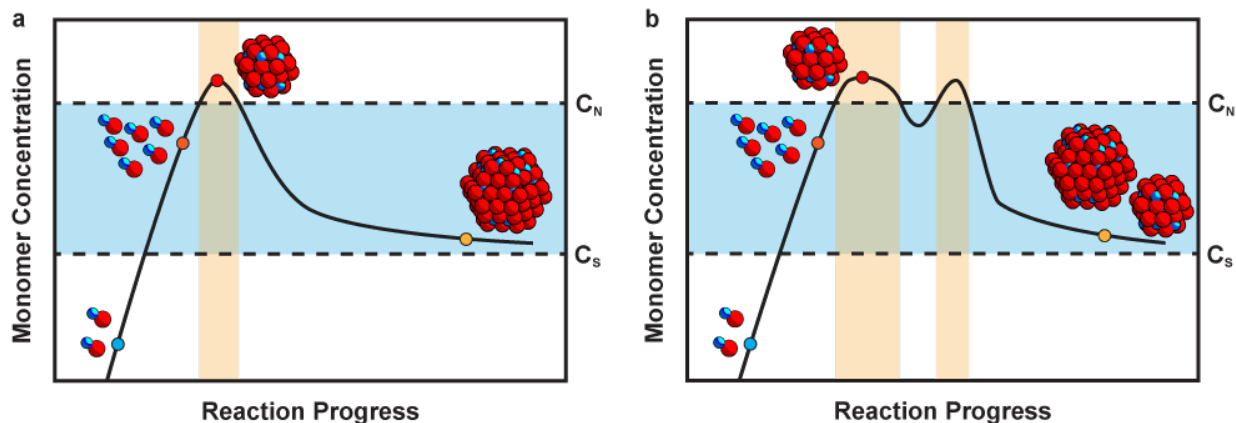 a
Monomer Concentration
C_N
C_S
Reaction Progress
b
Monomer Concentration
C_N
C_S
Reaction Progress